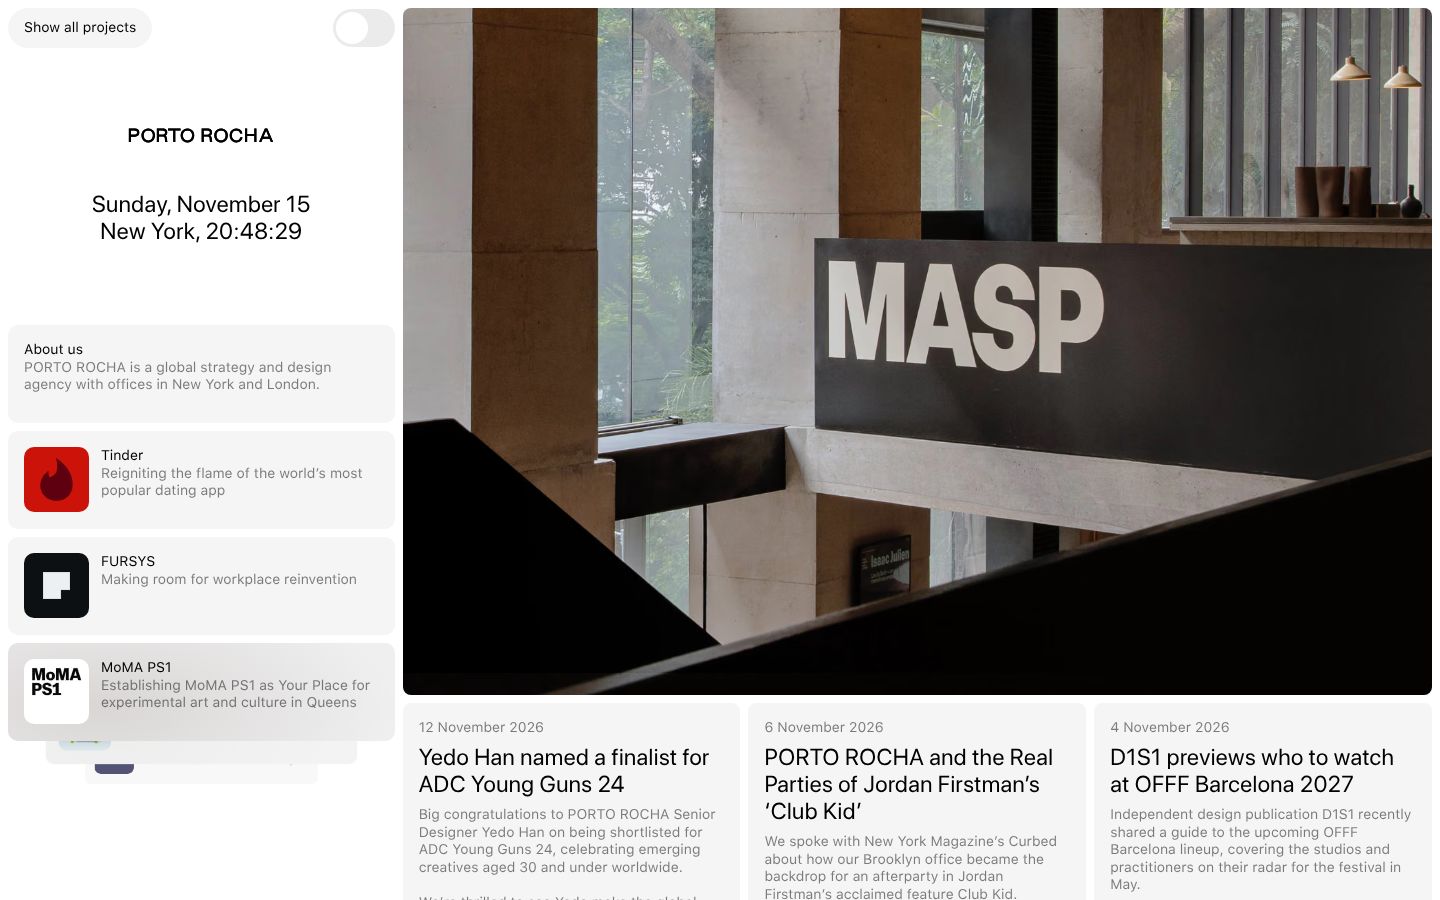 Show all projects
PORTO ROCHA
Sunday, November 15
New York, 20:48:29
About us
PORTO ROCHA is a global strategy and design
agency with offices in New York and London.
Tinder
Reigniting the flame of the world's most
popular dating app
FURSYS
Making room for workplace reinvention
MoMA
PS1
MoMA PS1
Establishing MoMA PS1 as Your Place for
experimental art and culture in Queens
MASP
Isaac Julien
12 November 2026
Yedo Han named a finalist for
ADC Young Guns 24
Big congratulations to PORTO ROCHA Senior
Designer Yedo Han on being shortlisted for
ADC Young Guns 24, celebrating emerging
creatives aged 30 and under worldwide.
We're thrilled to see Yedo make the global
6 November 2026
PORTO ROCHA and the Real
Parties of Jordan Firstman's
‘Club Kid’
We spoke with New York Magazine's Curbed
about how our Brooklyn office became the
backdrop for an afterparty in Jordan
Firstman's acclaimed feature Club Kid.
4 November 2026
D1S1 previews who to watch
at OFFF Barcelona 2027
Independent design publication D1S1 recently
shared a guide to the upcoming OFFF
Barcelona lineup, covering the studios and
practitioners on their radar for the festival in
May.